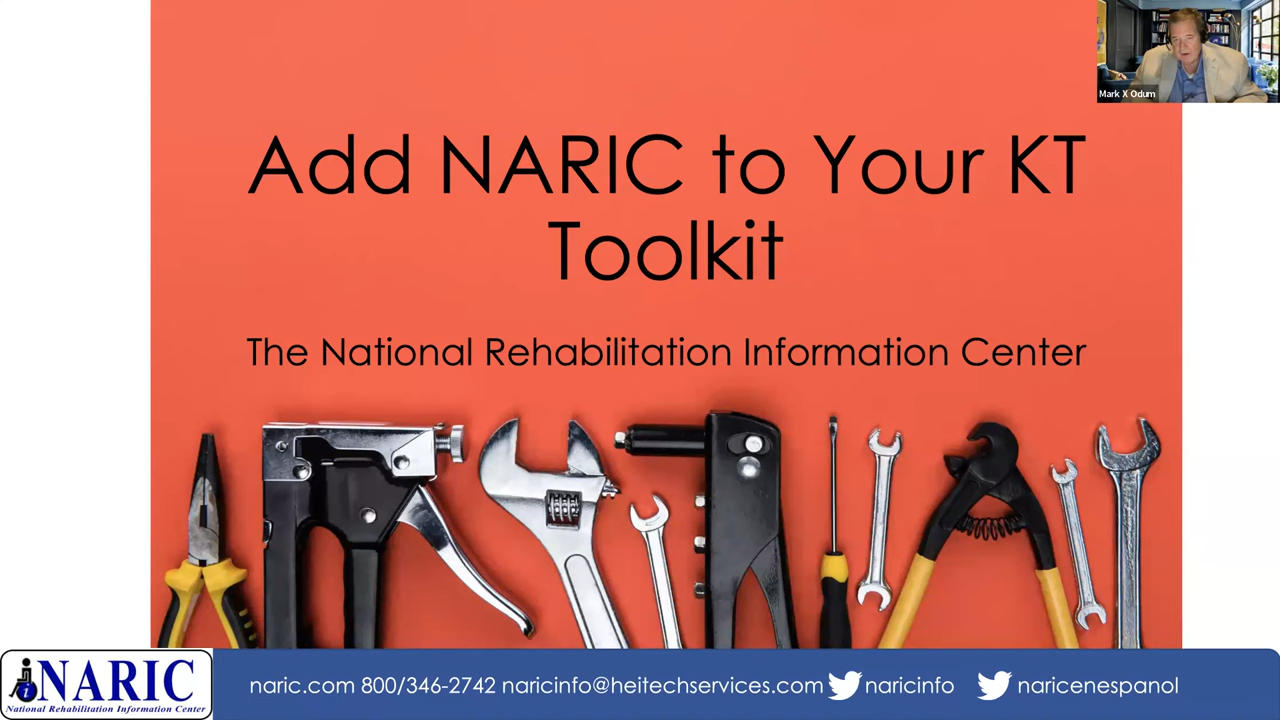 Mark X Odum
Add NARIC to Your KT
Toolkit
The National Rehabilitation Information Center
NARIC
National Rehabilitation Information Center
naric.com 800/346-2742 naricinfo@heitechservices.com naricinfo naricenespanol